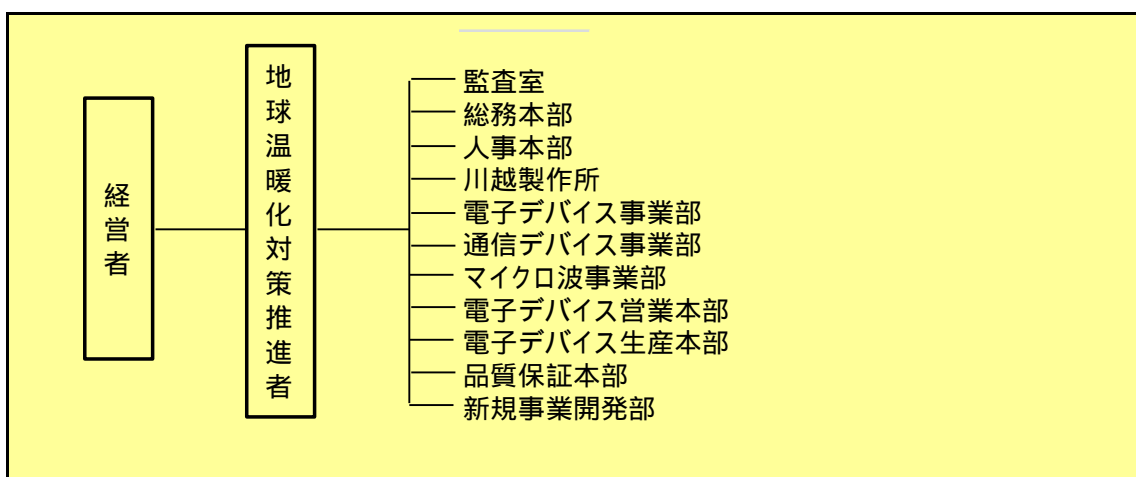 経営者
地球温暖化対策推進者
監査室
総務本部
人事本部
川越製作所
電子デバイス事業部
通信デバイス事業部
マイクロ波事業部
電子デバイス営業本部
電子デバイス生産本部
品質保証本部
新規事業開発部